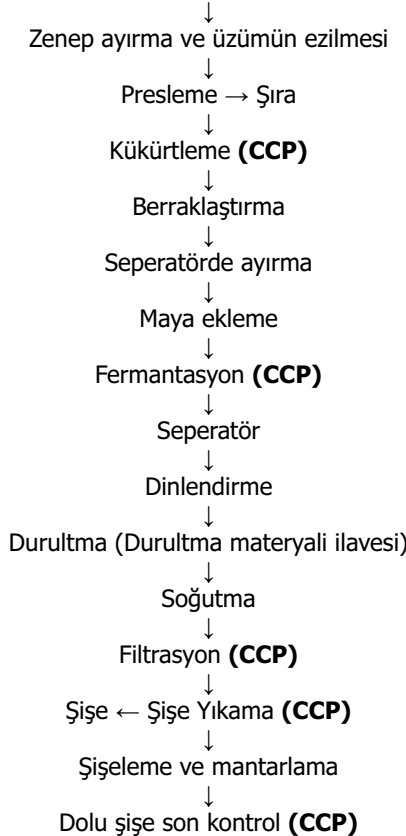 ↓
Zenep ayırma ve üzümün ezilmesi
↓
Presleme → Şıra
↓
Kükürtleme (CCP)
↓
Berraklaştırma
↓
Seperatörde ayırma
↓
Maya ekleme
↓
Fermantasyon (CCP)
↓
Seperatör
↓
Dinlendirme
↓
Durultma (Durultma materyali ilavesi)
↓
Soğutma
↓
Filtrasyon (CCP)
↓
Şişe ← Şişe Yıkama (CCP)
↓
Şişeleme ve mantarlama
↓
Dolu şişe son kontrol (CCP)